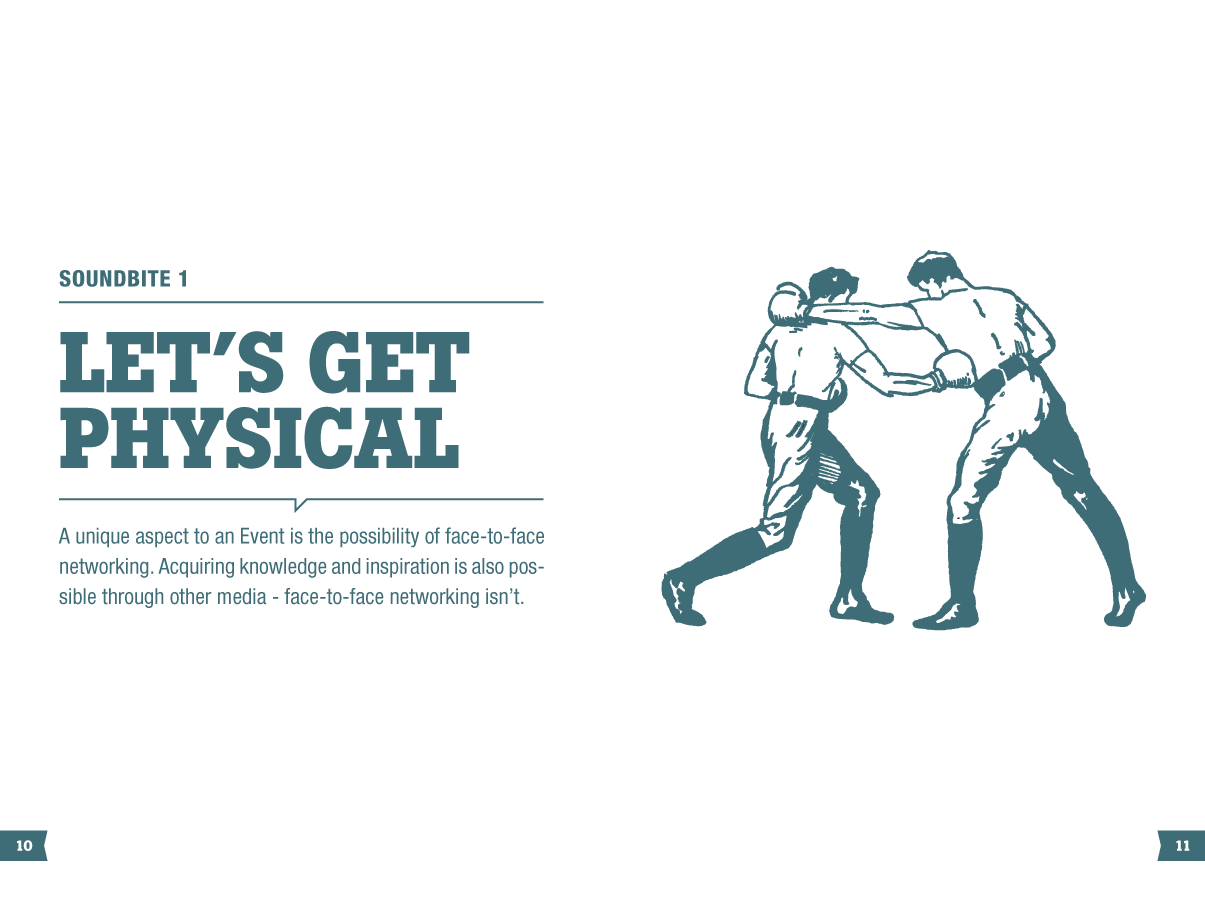 SOUNDBITE 1
LET'S GET
PHYSICAL
A unique aspect to an Event is the possibility of face-to-face
networking. Acquiring knowledge and inspiration is also pos-
sible through other media - face-to-face networking isn't.
10
11